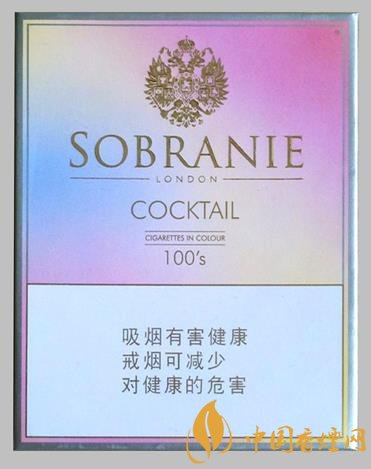 SOBRANIE
LONDON
COCKTAIL
CIGARETTES IN COLOUR
100's
吸烟有害健康
戒烟可减少
对健康的危害
中国香烟网